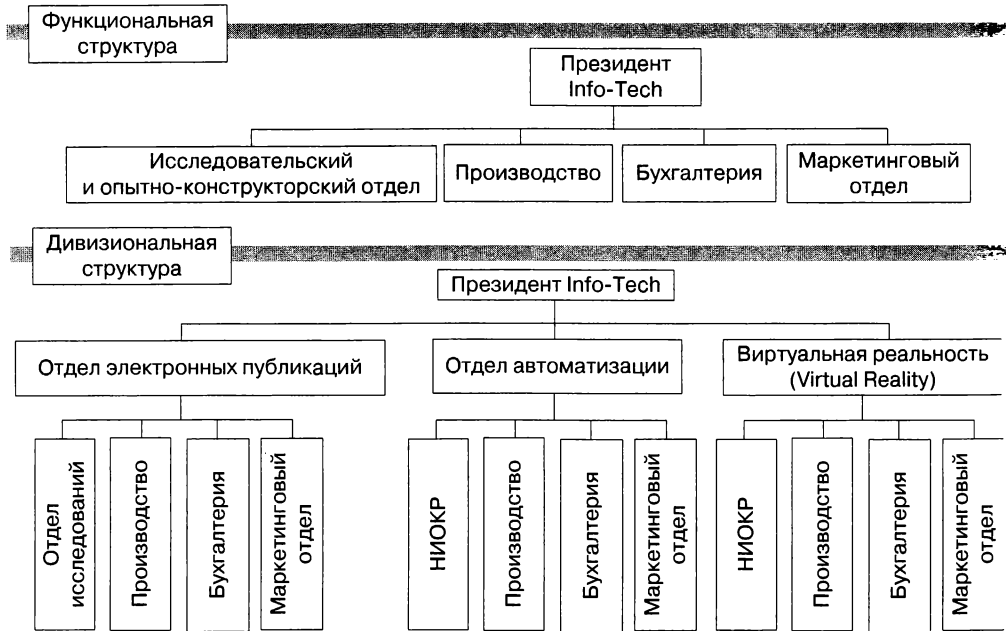 Функциональная
структура
Президент
Info-Tech
Исследовательский
и опытно-конструкторский отдел
Производство
Бухгалтерия
Маркетинговый
отдел
Дивизиональная
структура
Президент Info-Tech
Отдел электронных публикаций
Отдел автоматизации
Виртуальная реальность
(Virtual Reality)
Отдел
исследований
Производство
Бухгалтерия
Маркетинговый
отдел
НИОКР
Производство
Бухгалтерия
Маркетинговый
отдел
НИОКР
Производство
Бухгалтерия
Маркетинговый
отдел